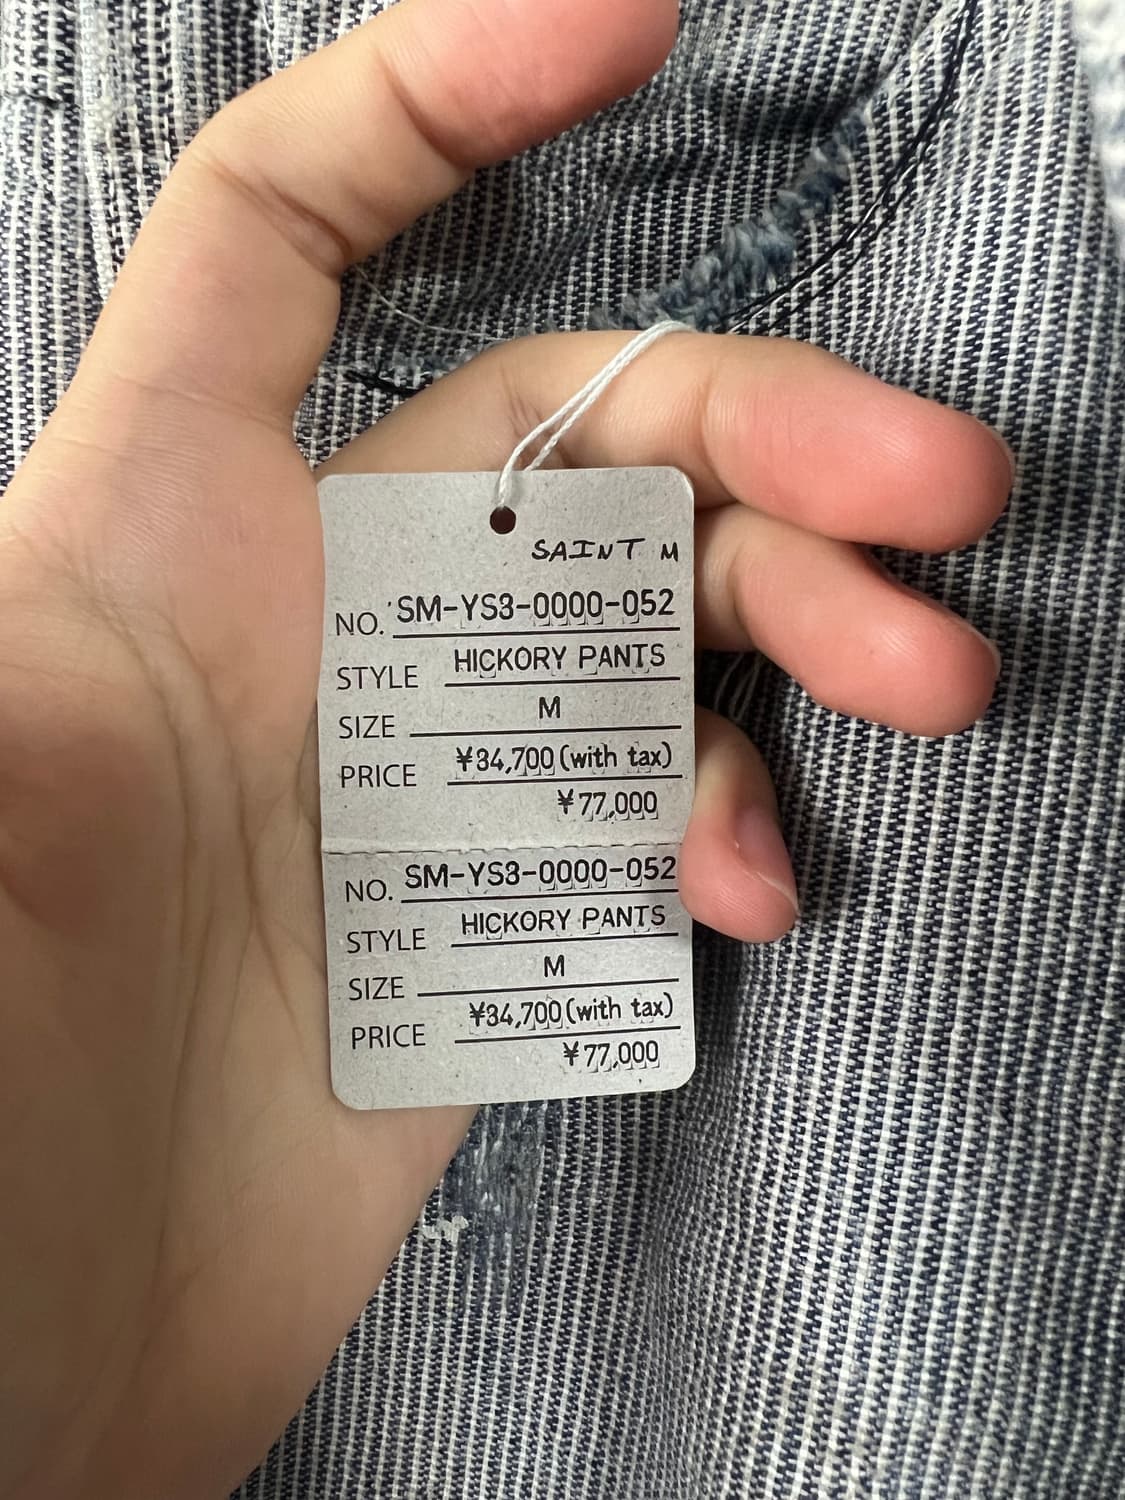 SAINT M
NO. SM-YS3-0000-052
STYLE HICKORY PANTS
SIZE M
PRICE ¥34,700(with tax)
¥77,000
NO. SM-YS3-0000-052
STYLE HICKORY PANTS
SIZE M
PRICE ¥34,700(with tax)
¥77,000